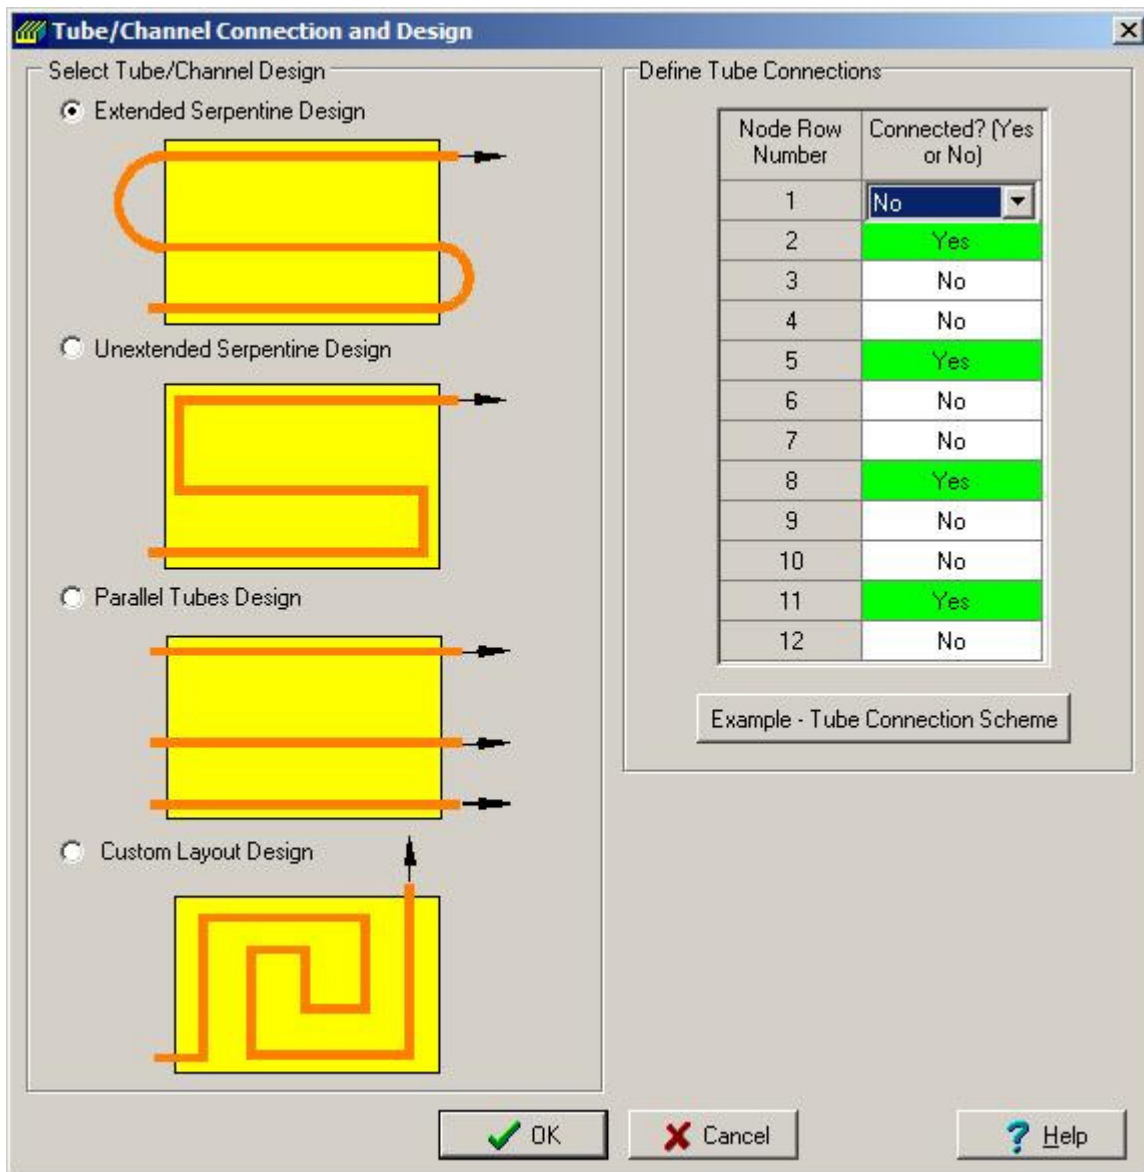 Tube/Channel Connection and Design
Select Tube/Channel Design
Extended Serpentine Design
Unextended Serpentine Design
Parallel Tubes Design
Custom Layout Design
Define Tube Connections
Node Row Number
Connected? (Yes or No)
1 No
2 Yes
3 No
4 No
5 Yes
6 No
7 No
8 Yes
9 No
10 No
11 Yes
12 No
Example - Tube Connection Scheme
OK
Cancel
? Help